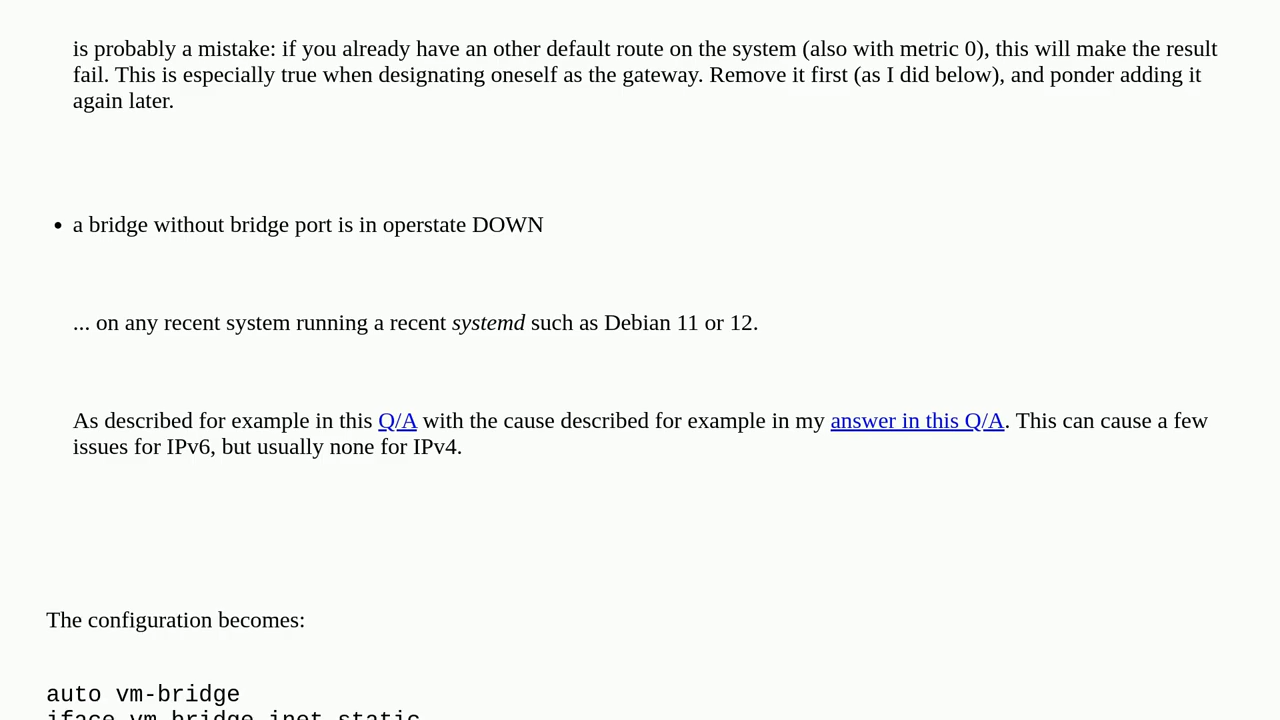 is probably a mistake: if you already have an other default route on the system (also with metric 0), this will make the result
fail. This is especially true when designating oneself as the gateway. Remove it first (as I did below), and ponder adding it
again later.
• a bridge without bridge port is in operstate DOWN
... on any recent system running a recent systemd such as Debian 11 or 12.
As described for example in this Q/A with the cause described for example in my answer in this Q/A. This can cause a few
issues for IPv6, but usually none for IPv4.
The configuration becomes:
auto vm-bridge
iface vm-bridge inet static